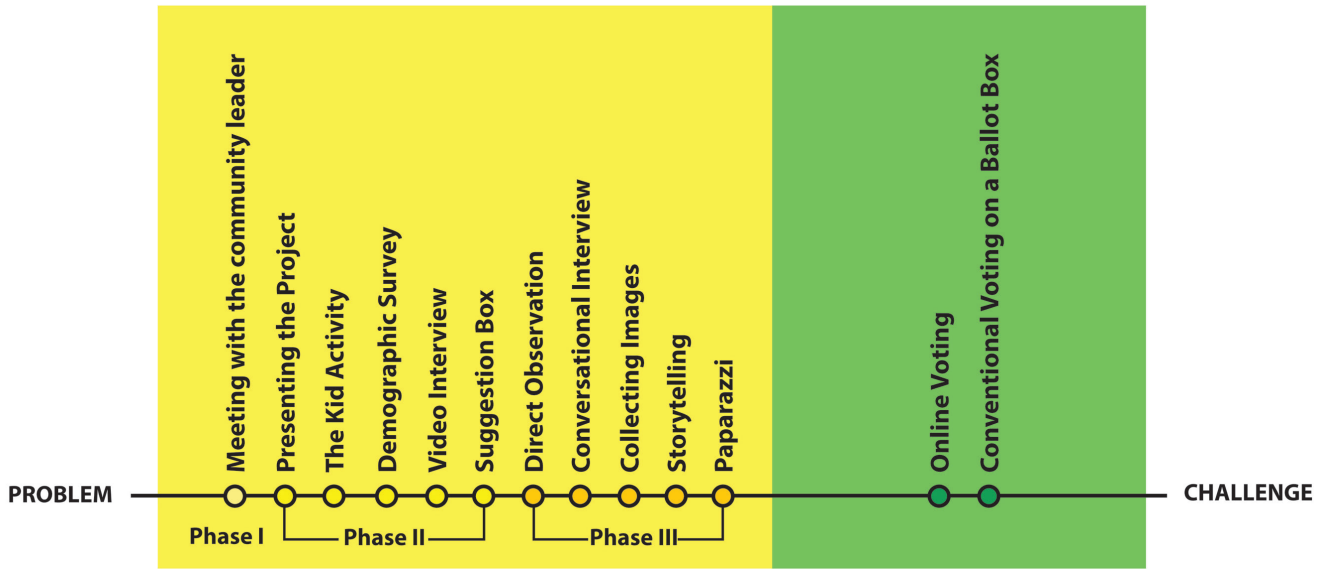 PROBLEM
Meeting with the community leader
Presenting the Project
The Kid Activity
Demographic Survey
Video Interview
Suggestion Box
Direct Observation
Conversational Interview
Collecting Images
Storytelling
Paparazzi
Online Voting
Conventional Voting on a Ballot Box
CHALLENGE
Phase I
Phase II
Phase III